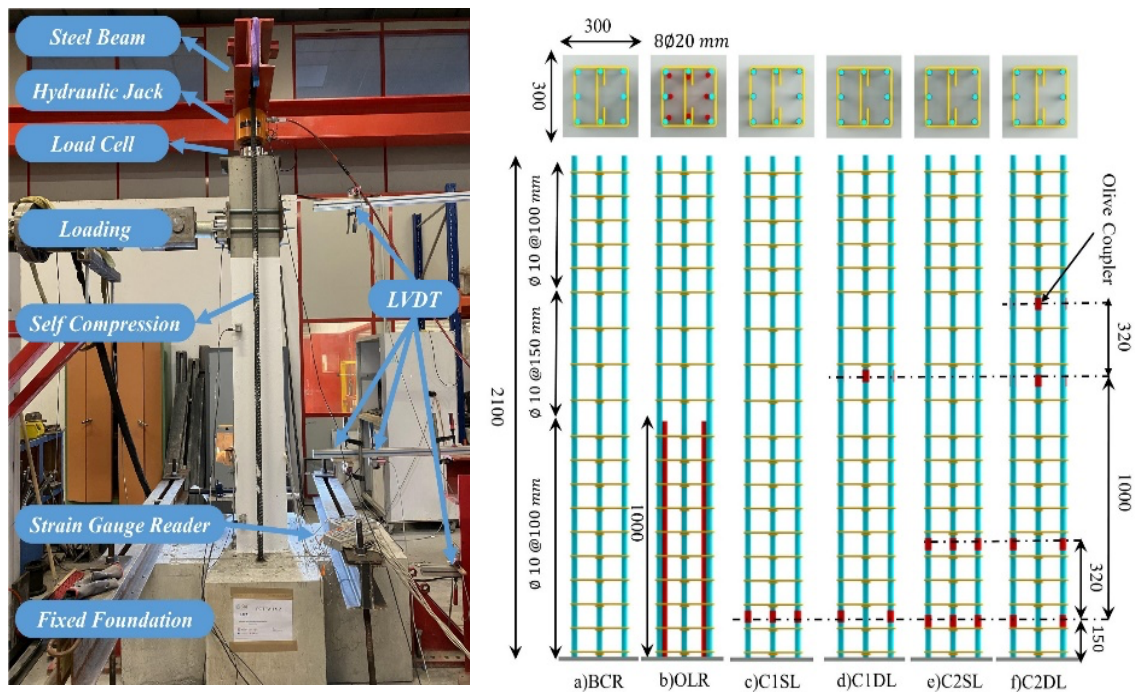 Steel Beam
Hydraulic Jack
Load Cell
Loading
Self Compression
LVDT
Strain Gauge Reader
Fixed Foundation
300
8Ø20 mm
300
2100
Ø 10 @100 mm
Ø 10 @150 mm
Ø 10 @100 mm
1000
Olive Coupler
320
1000
320
150
a)BCR
b)OLR
c)C1SL
d)C1DL
e)C2SL
f)C2DL